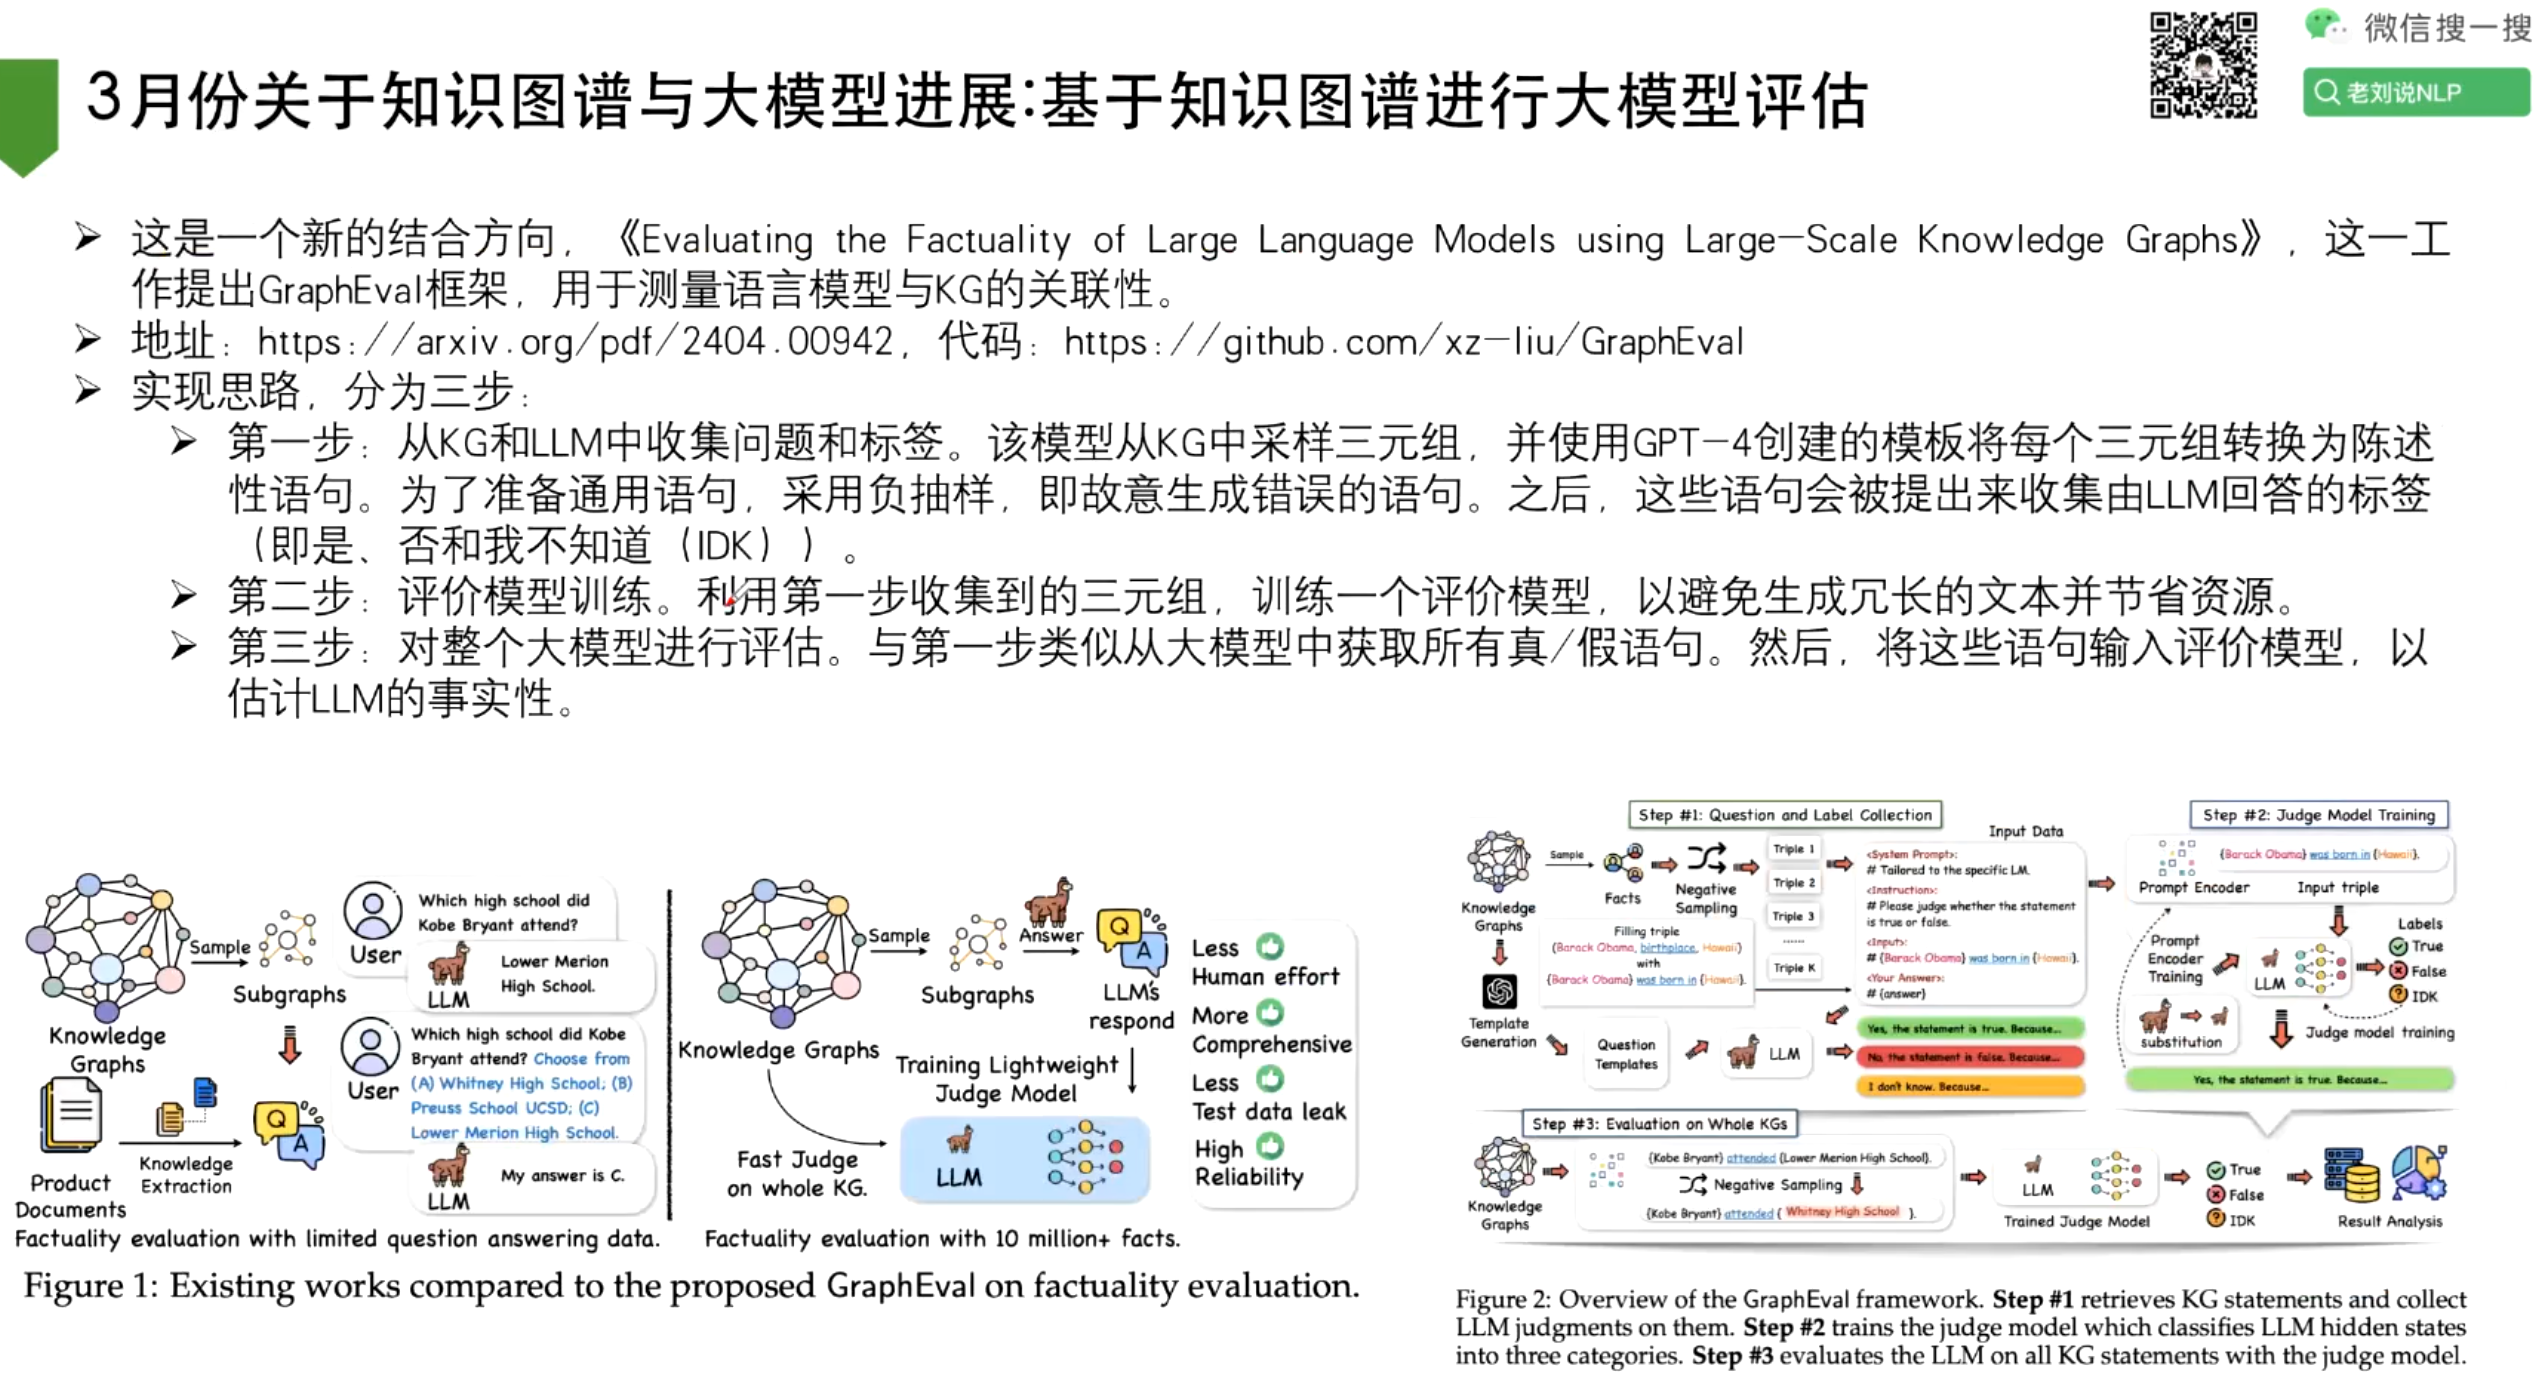 微信搜一搜
老刘说NLP
3月份关于知识图谱与大模型进展:基于知识图谱进行大模型评估
➢ 这是一个新的结合方向，《Evaluating the Factuality of Large Language Models using Large-Scale Knowledge Graphs》，这一工
作提出GraphEval框架，用于测量语言模型与KG的关联性。
➢ 地址：https://arxiv.org/pdf/2404.00942，代码：https://github.com/xz-liu/GraphEval
➢ 实现思路，分为三步：
➢ 第一步：从KG和LLM中收集问题和标签。该模型从KG中采样三元组，并使用GPT-4创建的模板将每个三元组转换为陈述
性语句。为了准备通用语句，采用负抽样，即故意生成错误的语句。之后，这些语句会被提出来收集由LLM回答的标签
（即是、否和我不知道（IDK））。
➢ 第二步：评价模型训练。利用第一步收集到的三元组，训练一个评价模型，以避免生成冗长的文本并节省资源。
➢ 第三步：对整个大模型进行评估。与第一步类似从大模型中获取所有真/假语句。然后，将这些语句输入评价模型，以
估计LLM的事实性。
Knowledge
Graphs
Sample
Subgraphs
User
Which high school did
Kobe Bryant attend?
LLM
Lower Merion
High School.
User
Which high school did Kobe
Bryant attend? Choose from
(A) Whitney High School; (B)
Preuss School UCSD; (C)
Lower Merion High School.
LLM
My answer is C.
Product
Documents
Knowledge
Extraction
Q
A
Factuality evaluation with limited question answering data.
Knowledge Graphs
Sample
Subgraphs
Answer
Q
A
LLM's
respond
Training Lightweight
Judge Model
Fast Judge
on whole KG.
LLM
Less
Human effort
More
Comprehensive
Less
Test data leak
High
Reliability
Factuality evaluation with 10 million+ facts.
Figure 1: Existing works compared to the proposed GraphEval on factuality evaluation.
Step #1: Question and Label Collection
Knowledge
Graphs
Sample
Facts
Negative
Sampling
Triple 1
Triple 2
Triple 3
......
Triple K
Filling triple
(Barack Obama, birthplace, Hawaii)
with
{Barack Obama} was born in {Hawaii}.
Template
Generation
Question
Templates
LLM
Input Data
<System Prompt>:
# Tailored to the specific LM.
<Instruction>:
# Please judge whether the statement
is true or false.
<Input>:
# {Barack Obama} was born in {Hawaii}.
<Your Answer>:
# {answer}
Yes, the statement is true. Because...
No, the statement is false. Because...
I don't know. Because...
Step #2: Judge Model Training
{Barack Obama} was born in {Hawaii}.
Prompt Encoder
Input triple
Prompt
Encoder
Training
LLM
Labels
True
False
IDK
substitution
Judge model training
Yes, the statement is true. Because...
Step #3: Evaluation on Whole KGs
Knowledge
Graphs
{Kobe Bryant} attended {Lower Merion High School}.
Negative Sampling
{Kobe Bryant} attended { Whitney High School }.
LLM
Trained Judge Model
True
False
IDK
Result Analysis
Figure 2: Overview of the GraphEval framework. Step #1 retrieves KG statements and collect
LLM judgments on them. Step #2 trains the judge model which classifies LLM hidden states
into three categories. Step #3 evaluates the LLM on all KG statements with the judge model.